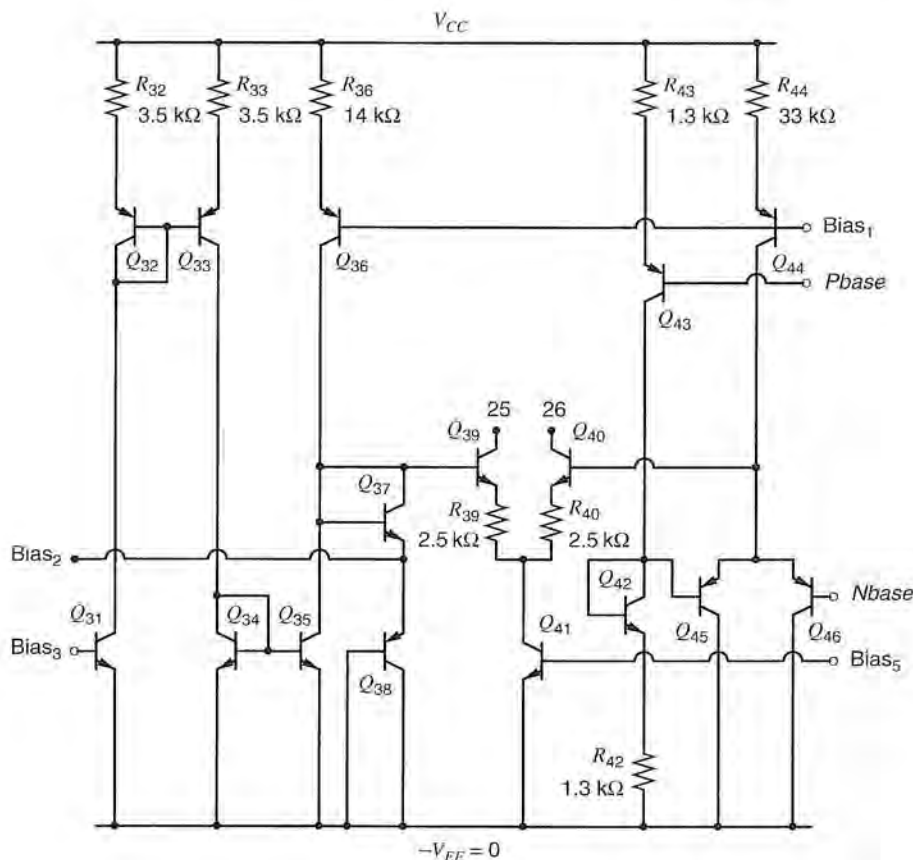 V_CC
R_32 3.5 kΩ
R_33 3.5 kΩ
R_36 14 kΩ
R_43 1.3 kΩ
R_44 33 kΩ
Q_32
Q_33
Q_36
Bias_1
Q_44
Pbase
Q_43
25
26
Q_39
Q_40
Q_37
R_39 2.5 kΩ
R_40 2.5 kΩ
Bias_2
Q_42
Nbase
Q_31
Q_34
Q_35
Q_45
Q_46
Q_41
Bias_3
Bias_5
Q_38
R_42 1.3 kΩ
–V_EE = 0